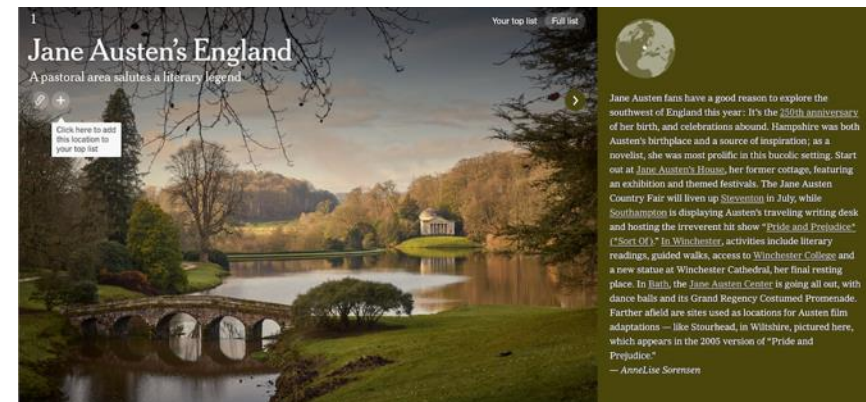 1
Your top list
Full list
Jane Austen's England
A pastoral area salutes a literary legend
Click here to add
this location to
your top list
Jane Austen fans have a good reason to explore the
southwest of England this year: It's the 250th anniversary
of her birth, and celebrations abound. Hampshire was both
Austen's birthplace and a source of inspiration; as a
novelist, she was most prolific in this bucolic setting. Start
out at Jane Austen's House, her former cottage, featuring
an exhibition and themed festivals. The Jane Austen
Country Fair will liven up Steventon in July, while
Southampton is displaying Austen's traveling writing desk
and hosting the irreverent hit show “Pride and Prejudice*
(*Sort Of).” In Winchester, activities include literary
readings, guided walks, access to Winchester College and
a new statue at Winchester Cathedral, her final resting
place. In Bath, the Jane Austen Center is going all out, with
dance balls and its Grand Regency Costumed Promenade.
Farther afield are sites used as locations for Austen film
adaptations — like Stourhead, in Wiltshire, pictured here,
which appears in the 2005 version of “Pride and
Prejudice.”
— AnneLise Sorensen